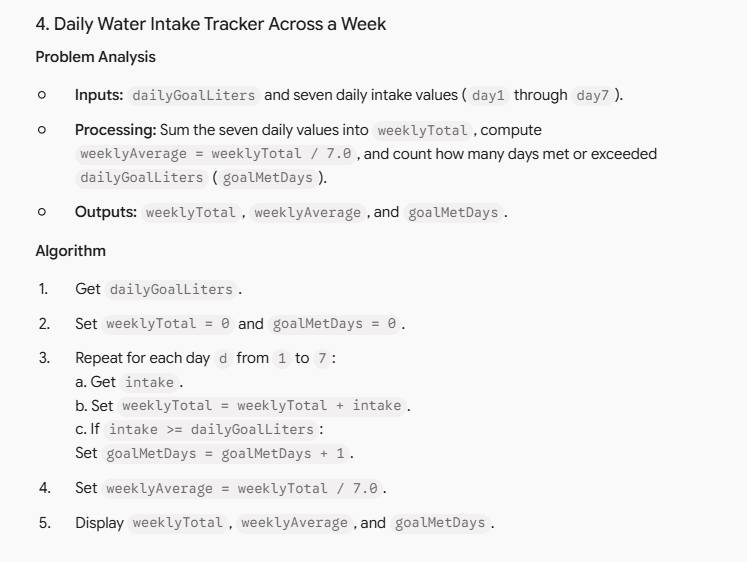 4. Daily Water Intake Tracker Across a Week
Problem Analysis
Inputs: dailyGoalLiters and seven daily intake values ( day1 through day7 ).
Processing: Sum the seven daily values into weeklyTotal , compute
weeklyAverage = weeklyTotal / 7.0 , and count how many days met or exceeded
dailyGoalLiters ( goalMetDays ).
Outputs: weeklyTotal , weeklyAverage , and goalMetDays .
Algorithm
1. Get dailyGoalLiters .
2. Set weeklyTotal = 0 and goalMetDays = 0 .
3. Repeat for each day d from 1 to 7 :
a. Get intake .
b. Set weeklyTotal = weeklyTotal + intake .
c. If intake >= dailyGoalLiters :
Set goalMetDays = goalMetDays + 1 .
4. Set weeklyAverage = weeklyTotal / 7.0 .
5. Display weeklyTotal , weeklyAverage , and goalMetDays .